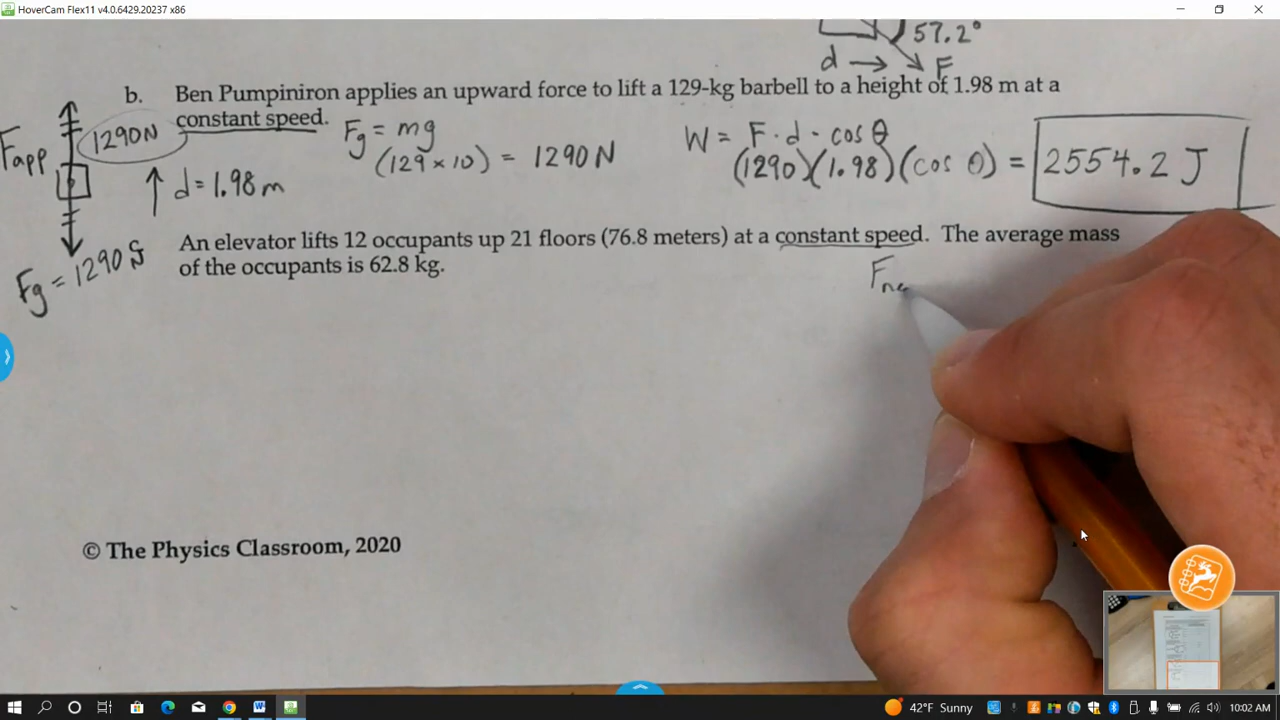 HoverCam Flex11 v4.0.6429.20237 x86
57.2°
d → F
b. Ben Pumpiniron applies an upward force to lift a 129-kg barbell to a height of 1.98 m at a
constant speed.
Fapp
1290N
d = 1.98 m
Fg = 1290N
Fg = mg
(129 × 10) = 1290 N
W = F · d · cos θ
(1290)(1.98)(cos θ) = 2554.2 J
An elevator lifts 12 occupants up 21 floors (76.8 meters) at a constant speed. The average mass
of the occupants is 62.8 kg.
Fne
© The Physics Classroom, 2020
42°F Sunny
10:02 AM